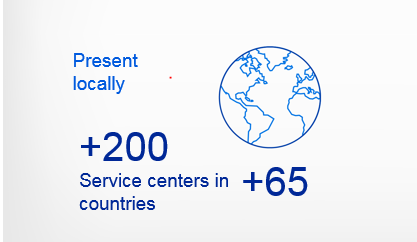 Present
locally
+200
Service centers in +65
countries